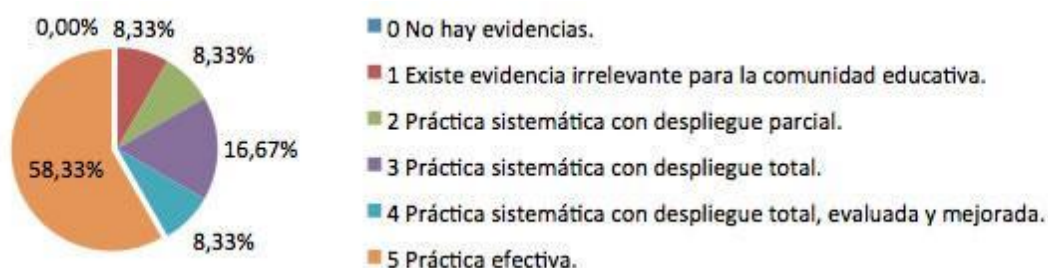 0,00% 8,33%
8,33%
16,67%
58,33%
8,33%
0 No hay evidencias.
1 Existe evidencia irrelevante para la comunidad educativa.
2 Práctica sistemática con despliegue parcial.
3 Práctica sistemática con despliegue total.
4 Práctica sistemática con despliegue total, evaluada y mejorada.
5 Práctica efectiva.